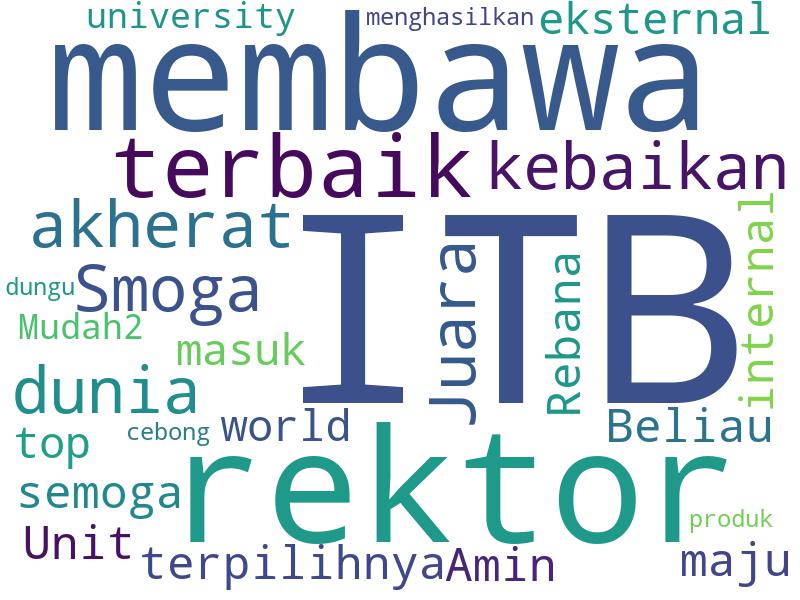 university menghasilkan eksternal
membawa
terbaik kebaikan
akherat ITB internal
Juara
Rebana
dungu Smoga
Mudah2
masuk
dunia
cebong world Beliau
top
rektor
semoga
produk
Unit terpilihnya Amin maju